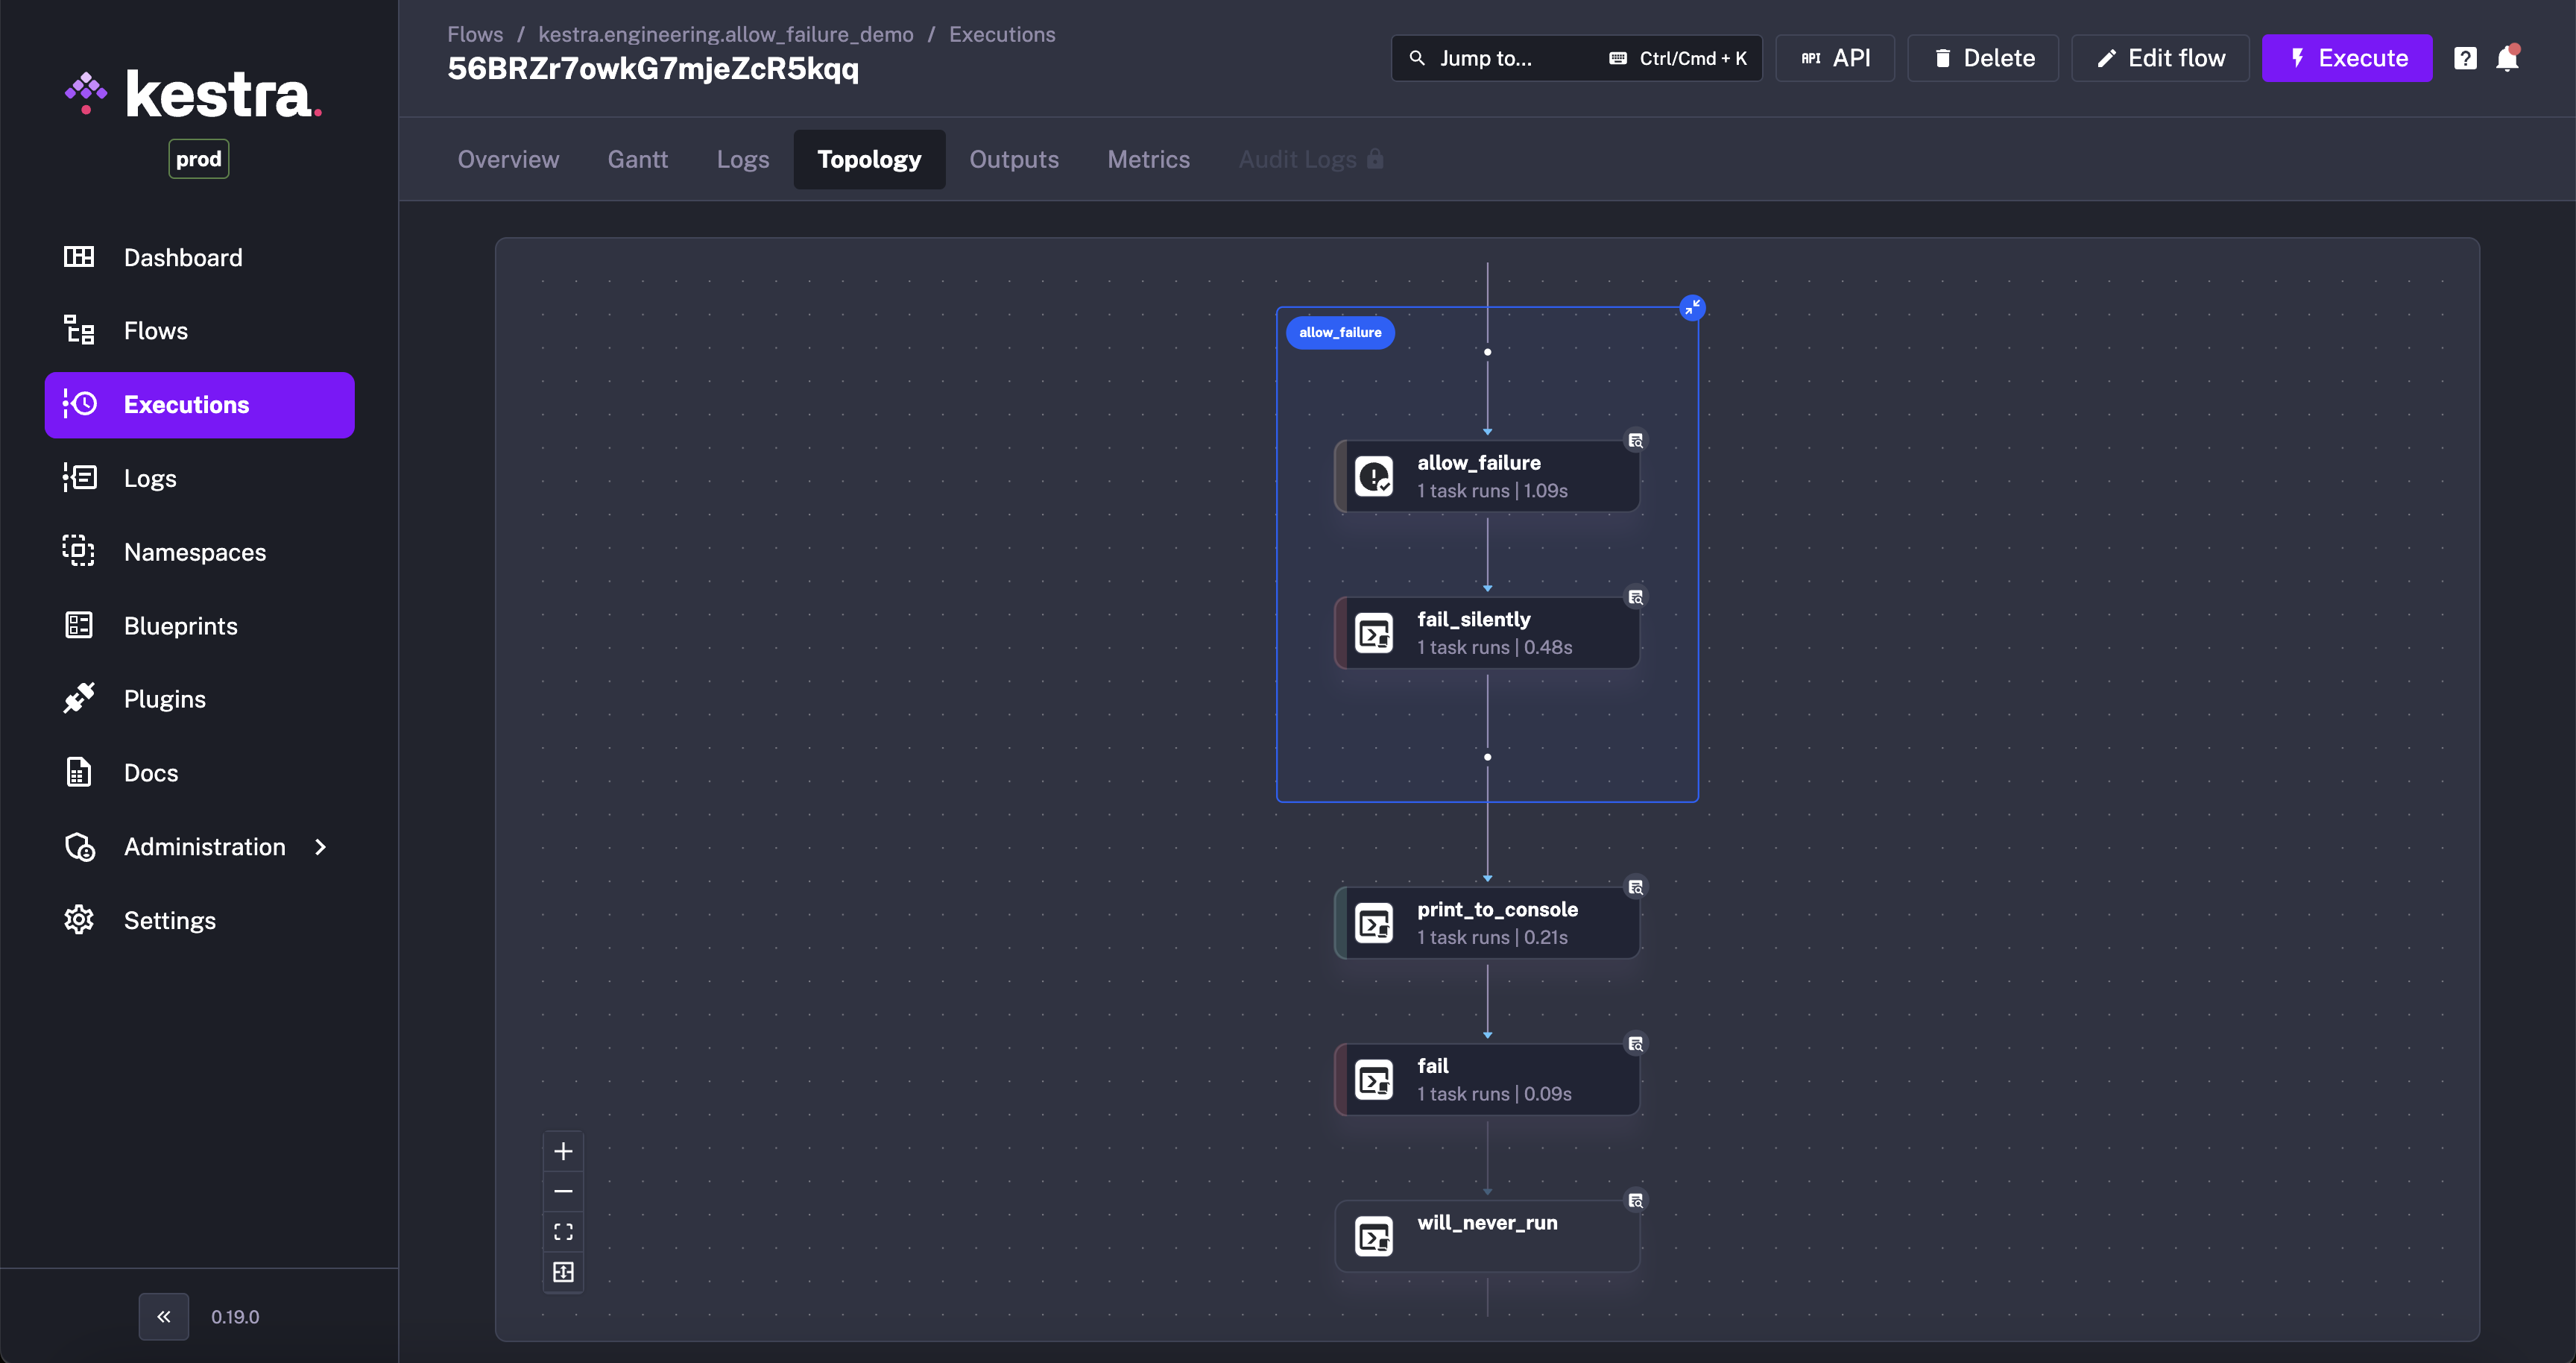 kestra.
prod
Dashboard
Flows
Executions
Logs
Namespaces
Blueprints
Plugins
Docs
Administration
Settings
0.19.0
Flows / kestra.engineering.allow_failure_demo / Executions
56BRZr7owkG7mjeZcR5kqq
Jump to... Ctrl/Cmd + K
API API
Delete
Edit flow
Execute
Overview Gantt Logs Topology Outputs Metrics Audit Logs
allow_failure
allow_failure
1 task runs | 1.09s
fail_silently
1 task runs | 0.48s
print_to_console
1 task runs | 0.21s
fail
1 task runs | 0.09s
will_never_run